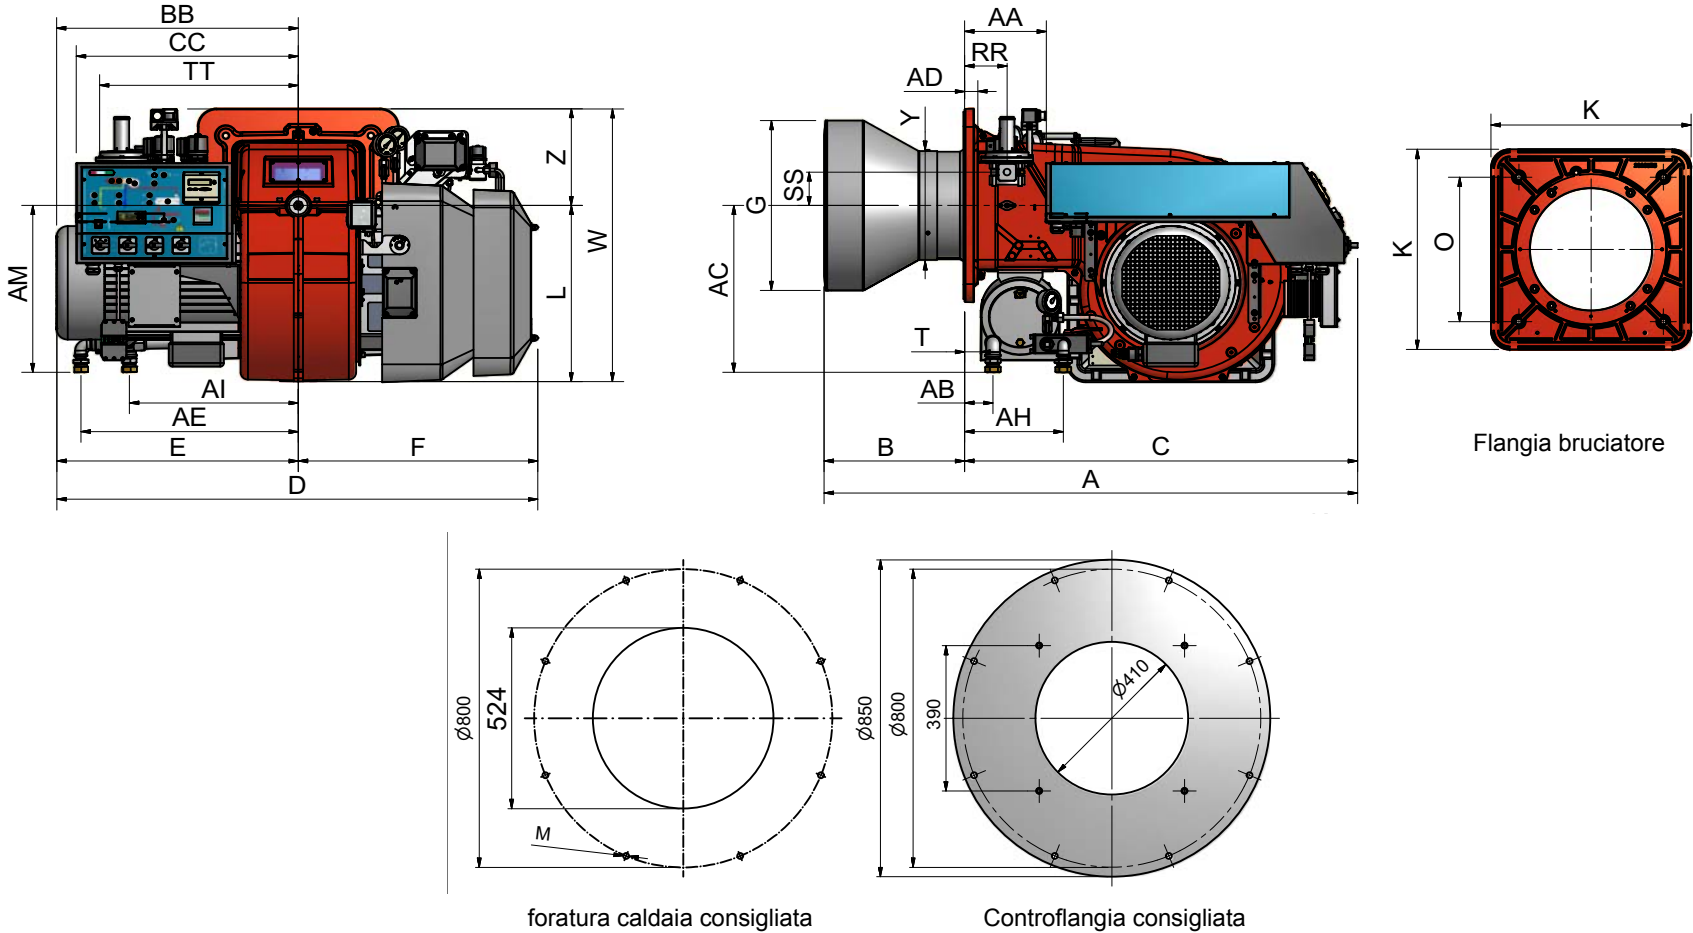 BB
CC
TT
Z
W
L
AM
AI
AE
E
F
D
AA
RR
AD
Y
SS
G
AC
T
AB
AH
B
C
A
K
K
O
Flangia bruciatore
Ø800
524
M
foratura caldaia consigliata
Ø850
Ø800
390
Ø410
Controflangia consigliata